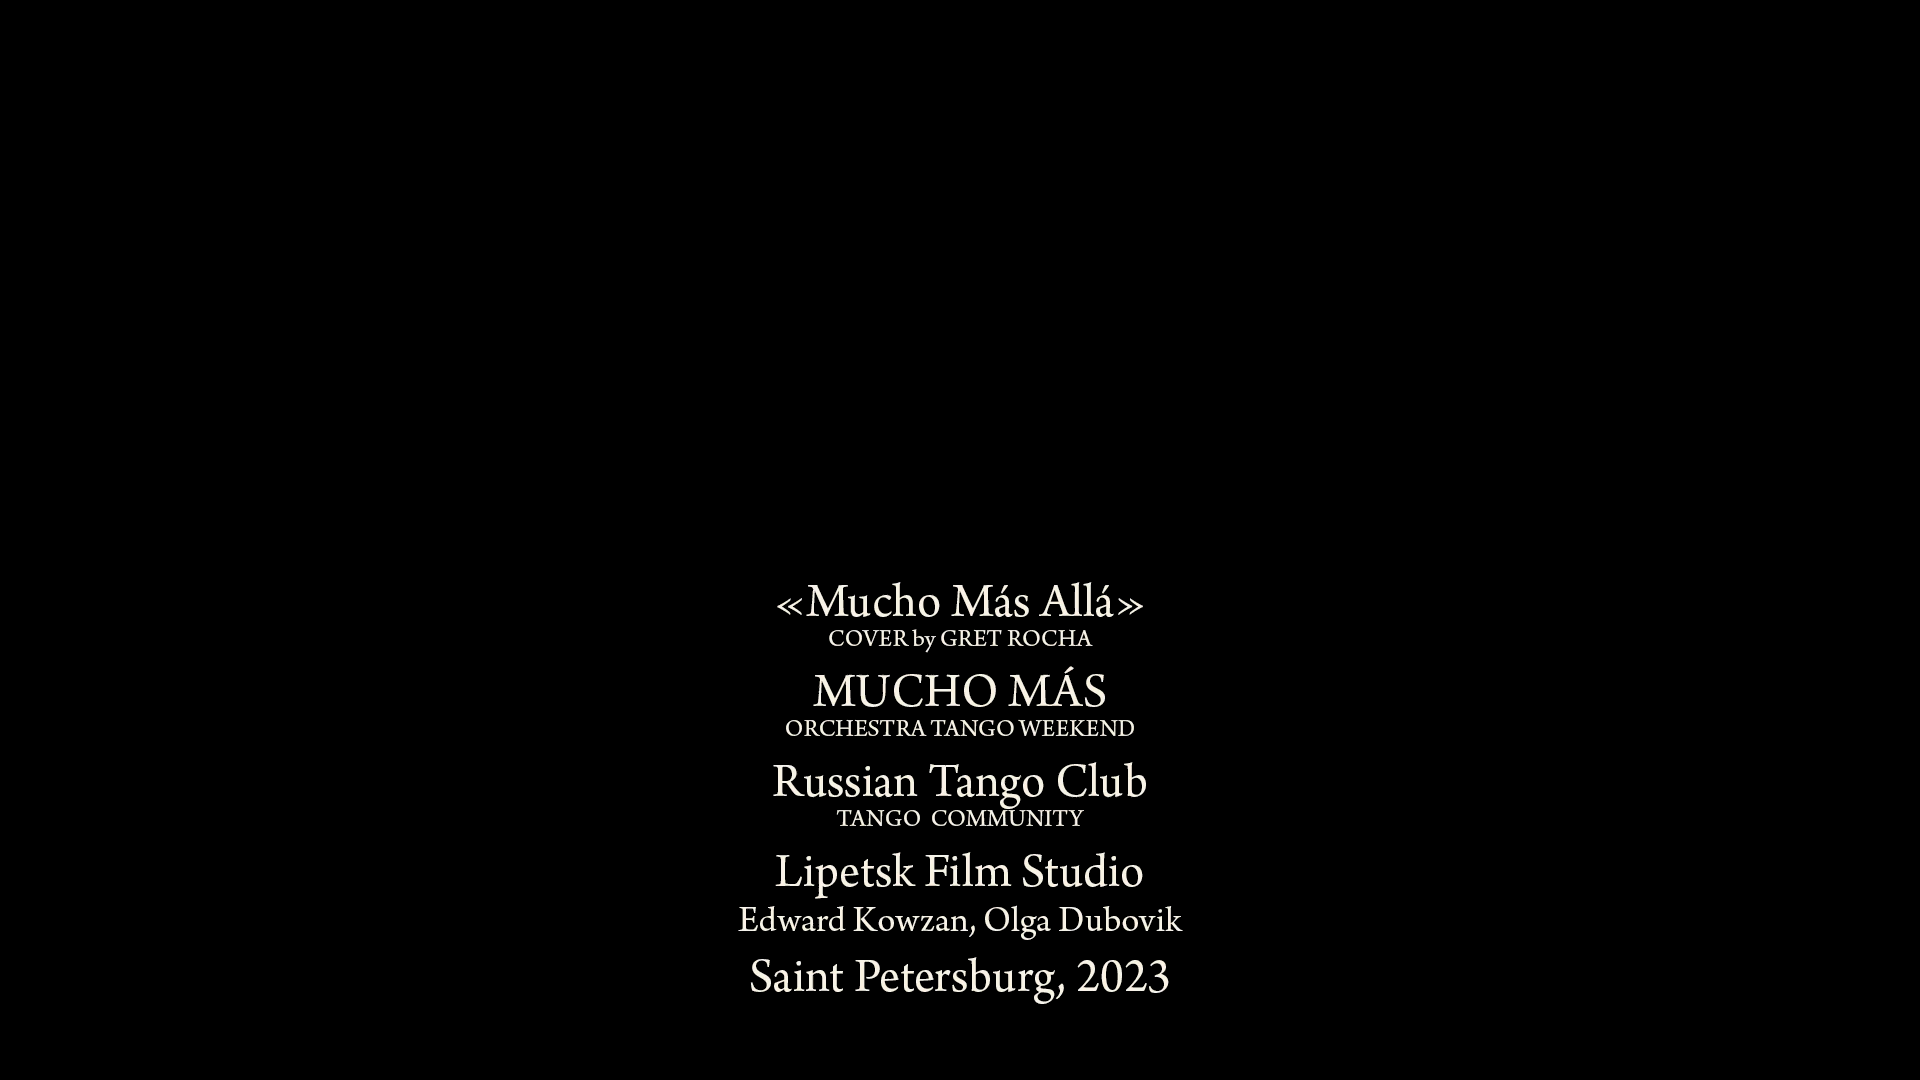 «Mucho Más Allá»
COVER by GRET ROCHA
MUCHO MÁS
ORCHESTRA TANGO WEEKEND
Russian Tango Club
TANGO COMMUNITY
Lipetsk Film Studio
Edward Kowzan, Olga Dubovik
Saint Petersburg, 2023